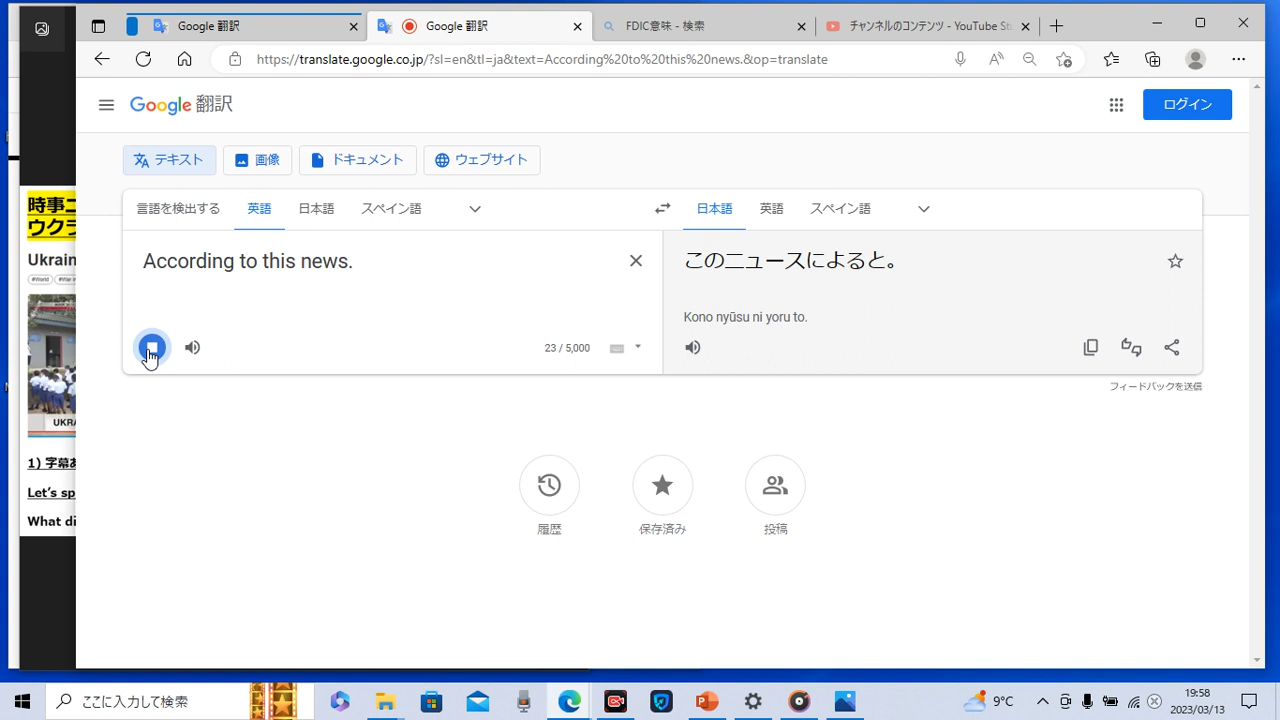 Google 翻訳
Google 翻訳
FDIC意味 - 検索
チャンネルのコンテンツ - YouTube St
https://translate.google.co.jp/?sl=en&tl=ja&text=According%20to%20this%20news.&op=translate
Google 翻訳
ログイン
テキスト
画像
ドキュメント
ウェブサイト
時事ニ
ウクラ
言語を検出する
英語
日本語
スペイン語
日本語
英語
スペイン語
Ukrain
According to this news.
このニュースによると。
#World
Kono nyūsu ni yoru to.
23 / 5,000
フィードバックを送信
UKRA
1) 字幕あ
Let's sp
What di
履歴
保存済み
投稿
ここに入力して検索
9°C
19:58
2023/03/13